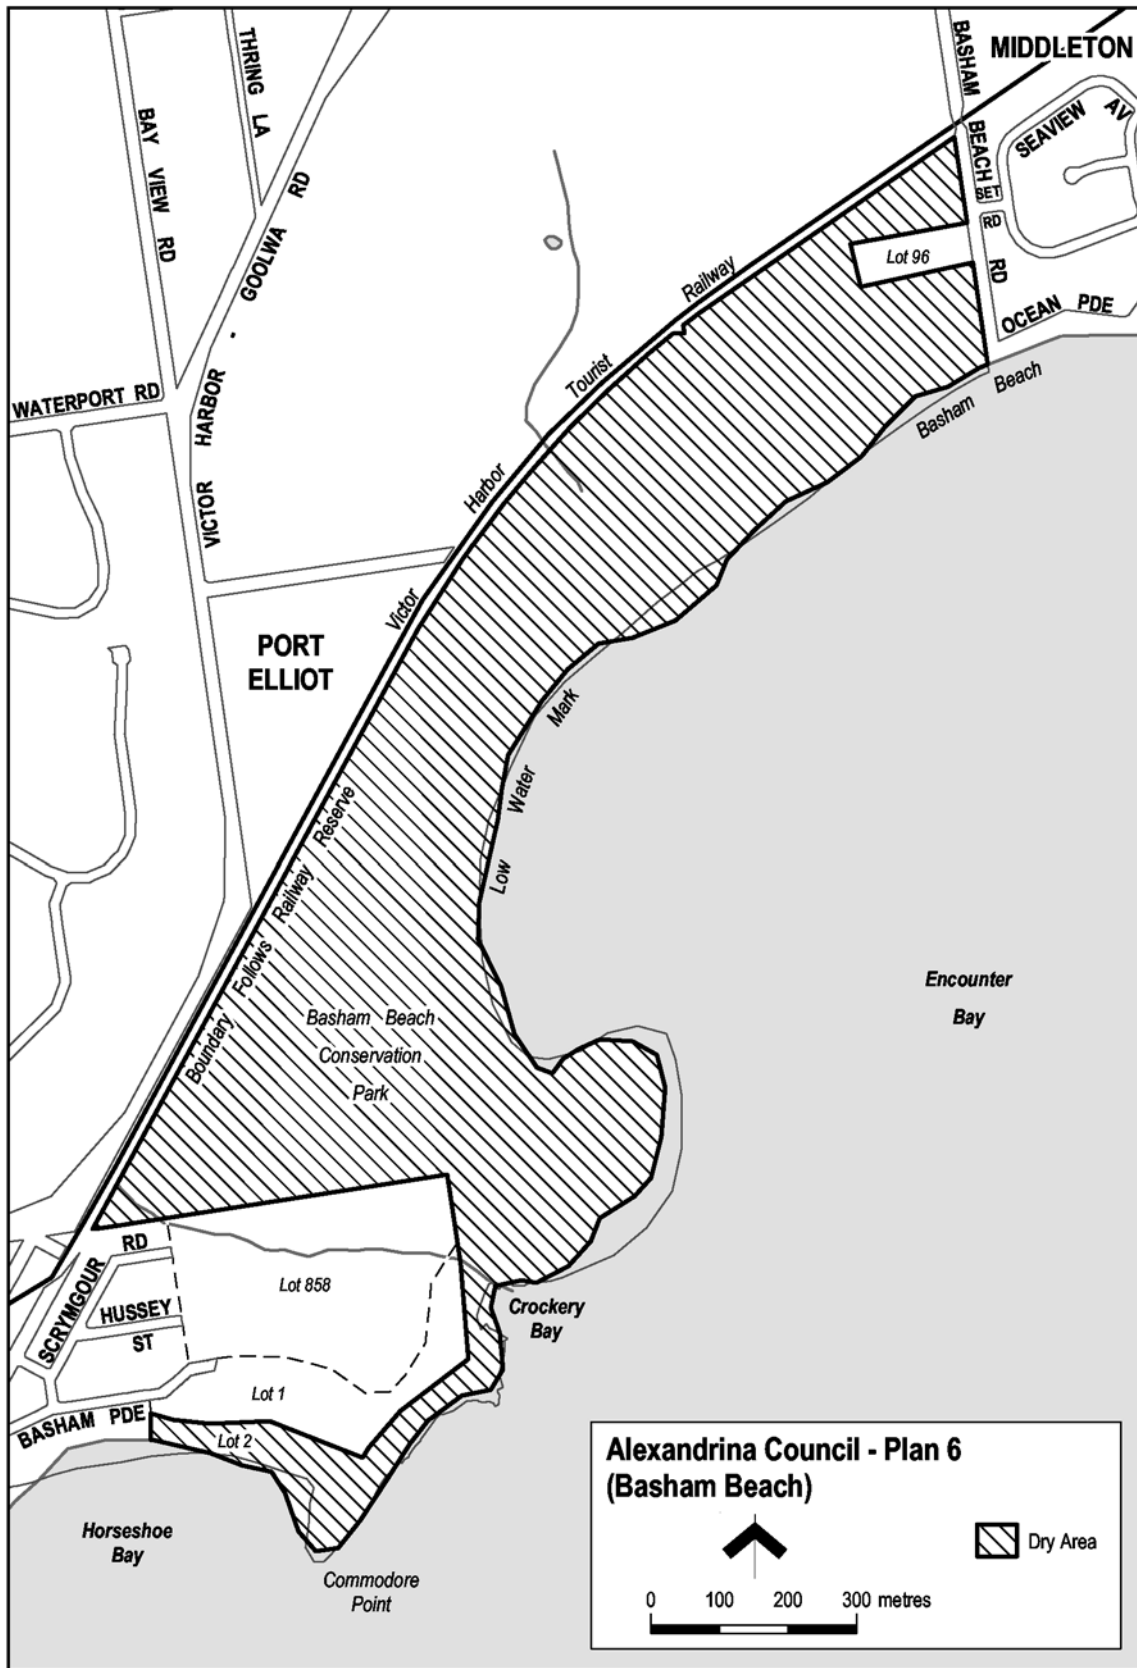 MIDDLETON
BASHAM BEACH RD
THRING LA
BAY VIEW RD
VICTOR HARBOR - GOOLWA RD
SEAVIEW AV
SET
RD
Lot 96
OCEAN PDE
Basham Beach
WATERPORT RD
Victor Harbor Tourist Railway
PORT
ELLIOT
Low Water Mark
Boundary Follows Railway Reserve
Encounter
Bay
Basham Beach
Conservation
Park
SCRYMGOUR RD
Lot 858
HUSSEY
ST
Crockery
Bay
Lot 1
BASHAM PDE
Lot 2
Horseshoe
Bay
Commodore
Point
Alexandrina Council - Plan 6
(Basham Beach)
Dry Area
0 100 200 300 metres